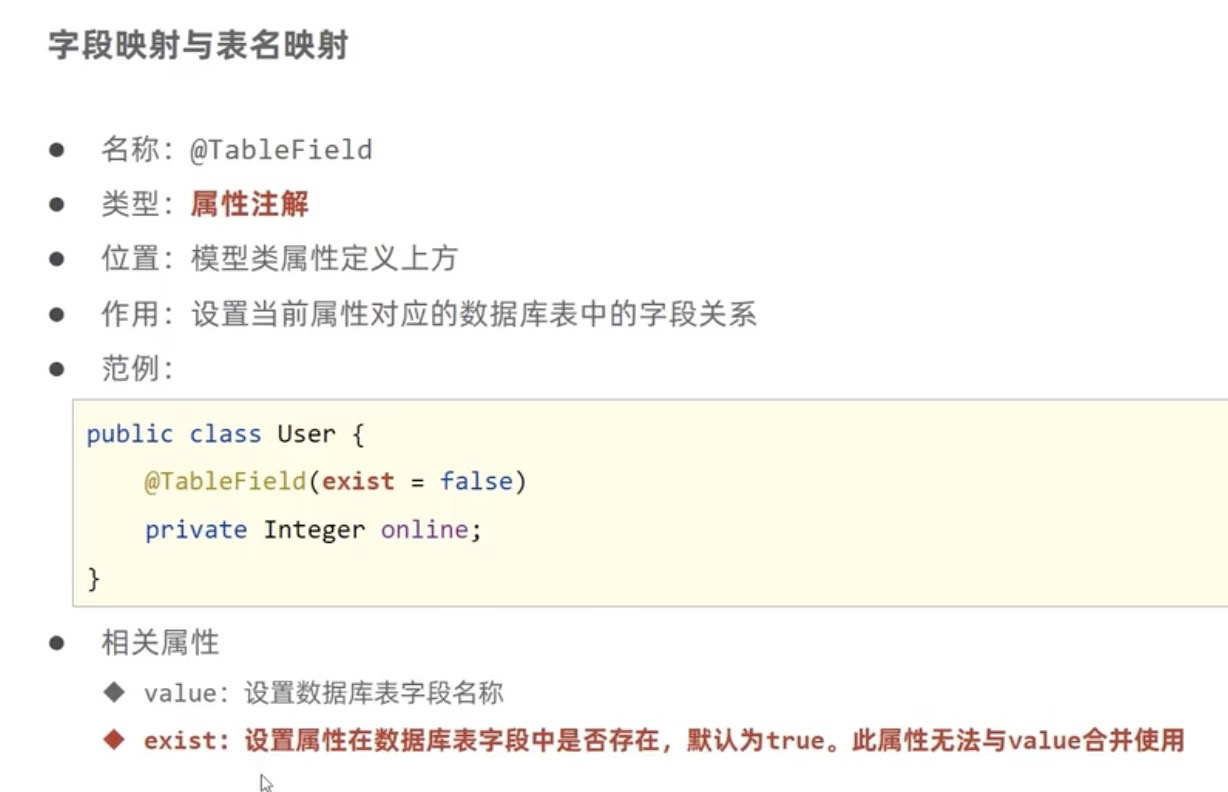 字段映射与表名映射
● 名称：@TableField
● 类型：属性注解
● 位置：模型类属性定义上方
● 作用：设置当前属性对应的数据库表中的字段关系
● 范例：
public class User {
    @TableField(exist = false)
    private Integer online;
}
● 相关属性
◆ value：设置数据库表字段名称
◆ exist：设置属性在数据库表字段中是否存在，默认为true。此属性无法与value合并使用